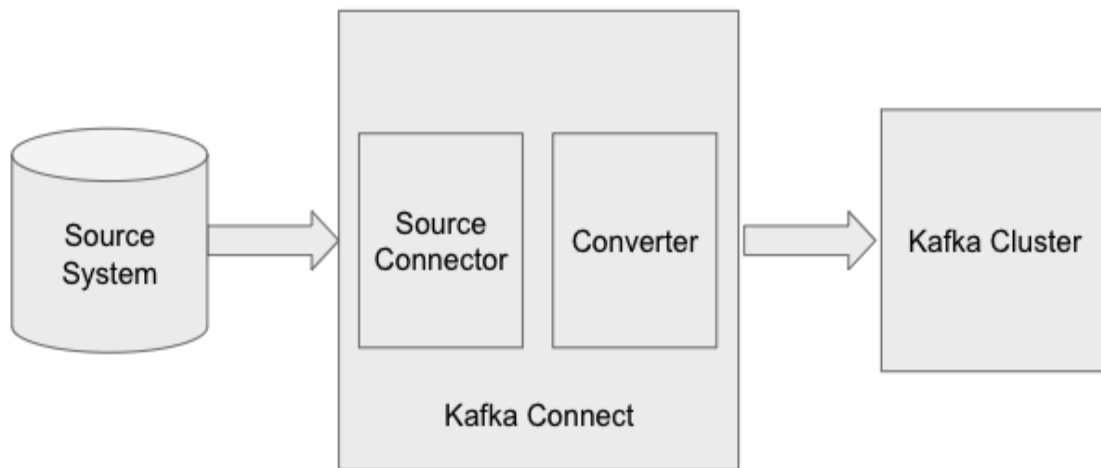 Source
System
Source
Connector
Converter
Kafka Connect
Kafka Cluster